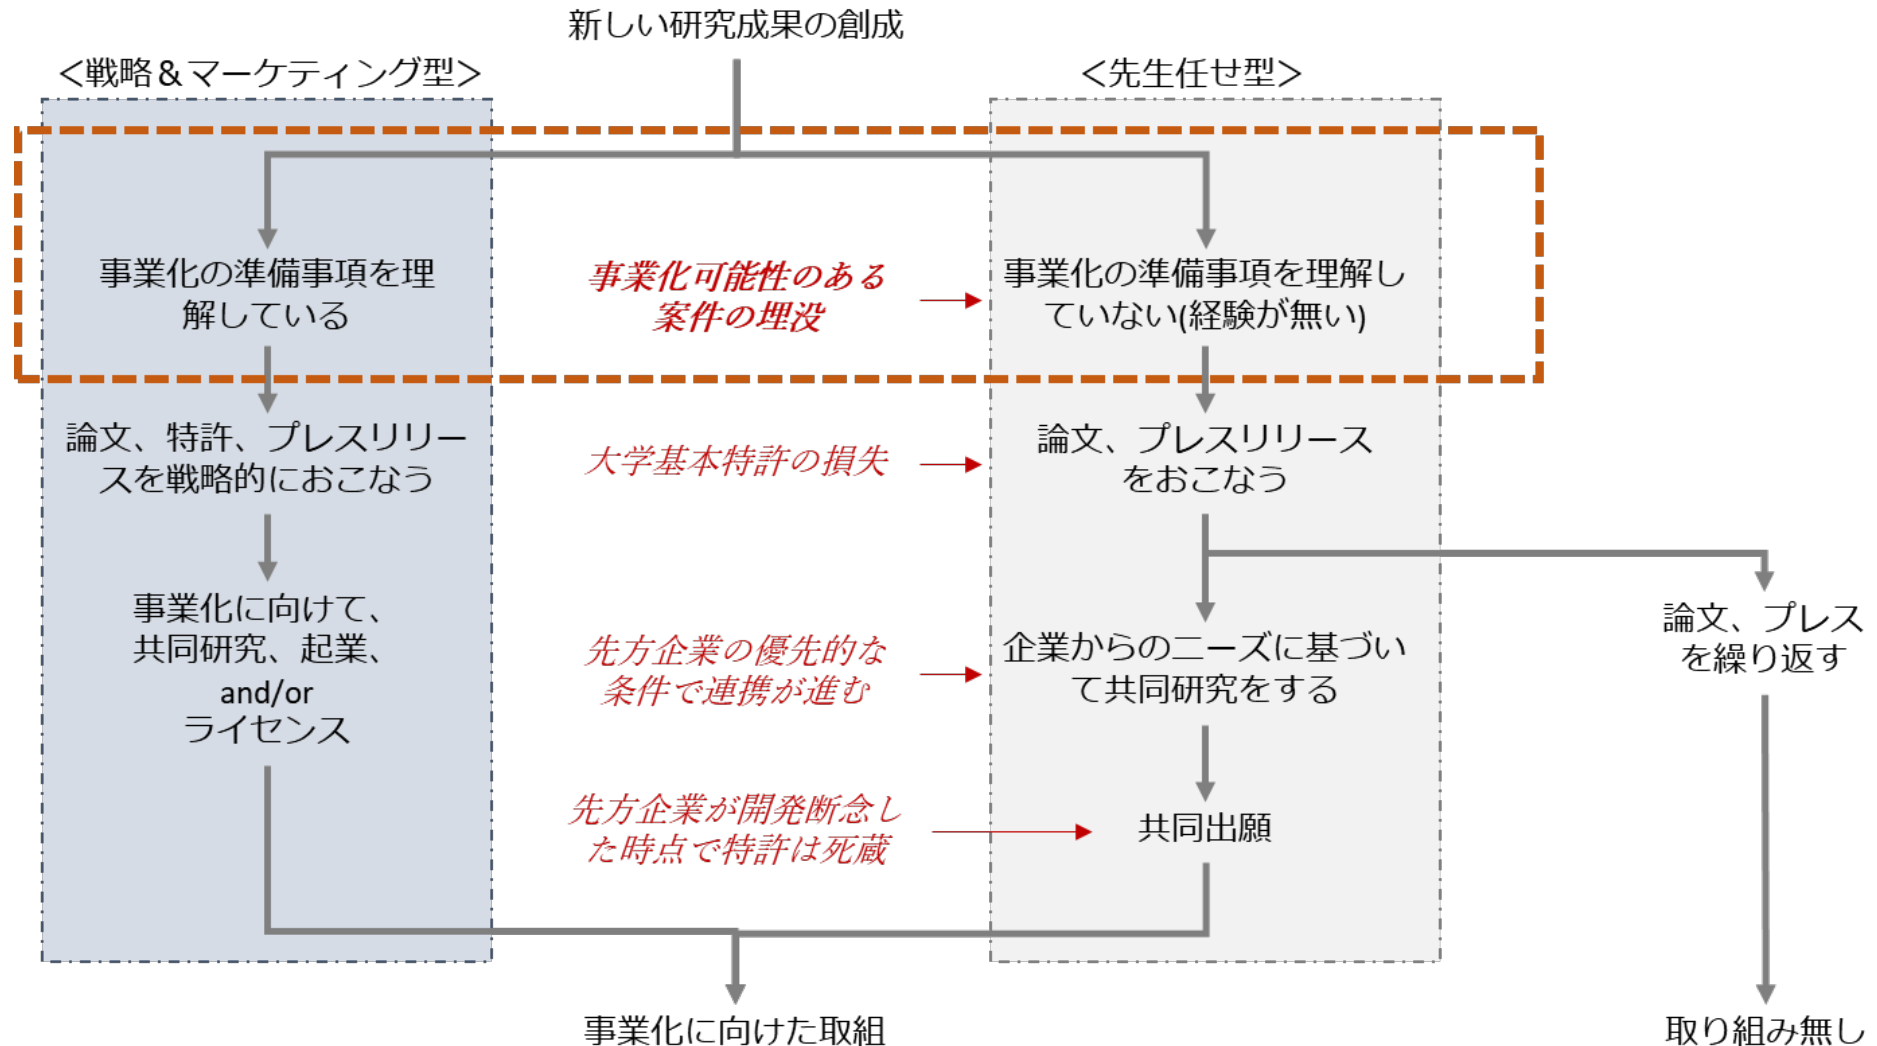 新しい研究成果の創成
＜戦略＆マーケティング型＞
＜先生任せ型＞
事業化の準備事項を理
解している
事業化可能性のある
案件の埋没
事業化の準備事項を理解し
ていない(経験が無い)
論文、特許、プレスリリー
スを戦略的におこなう
大学基本特許の損失
論文、プレスリリース
をおこなう
事業化に向けて、
共同研究、起業、
and/or
ライセンス
先方企業の優先的な
条件で連携が進む
企業からのニーズに基づい
て共同研究をする
論文、プレス
を繰り返す
先方企業が開発断念し
た時点で特許は死蔵
共同出願
事業化に向けた取組
取り組み無し